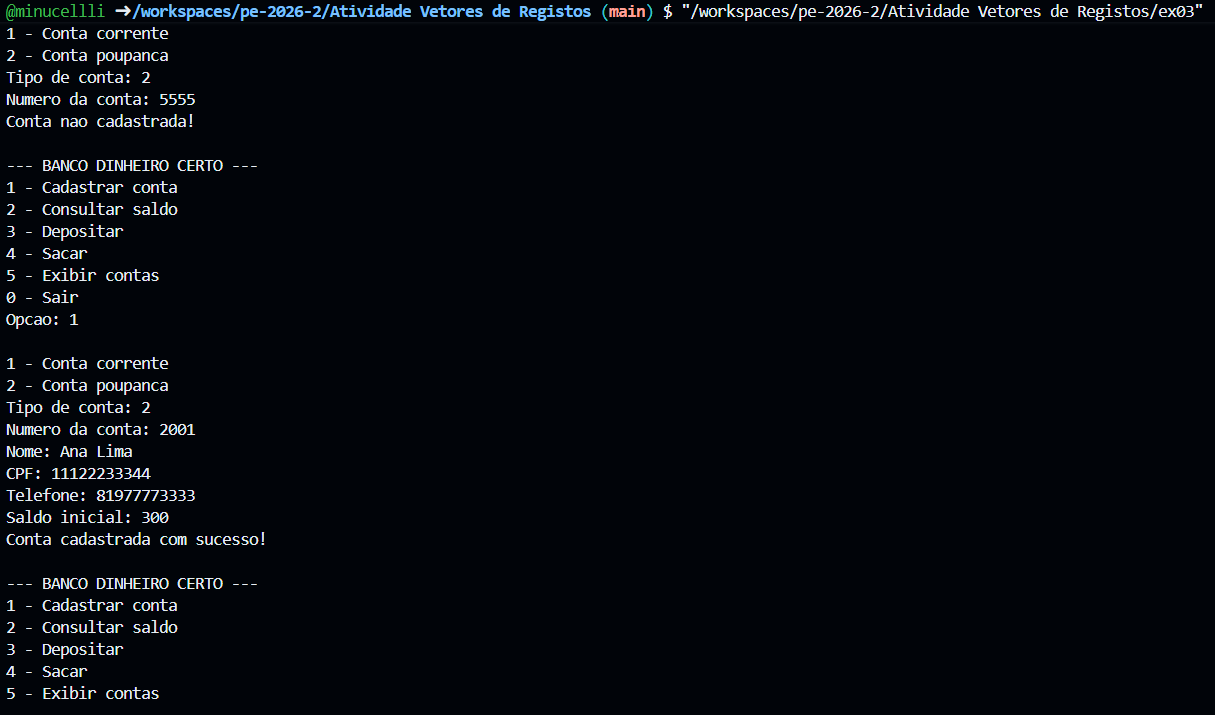 @minucellli ➜/workspaces/pe-2026-2/Atividade Vetores de Registos (main) $ "/workspaces/pe-2026-2/Atividade Vetores de Registos/ex03"
1 - Conta corrente
2 - Conta poupanca
Tipo de conta: 2
Numero da conta: 5555
Conta nao cadastrada!

--- BANCO DINHEIRO CERTO ---
1 - Cadastrar conta
2 - Consultar saldo
3 - Depositar
4 - Sacar
5 - Exibir contas
0 - Sair
Opcao: 1

1 - Conta corrente
2 - Conta poupanca
Tipo de conta: 2
Numero da conta: 2001
Nome: Ana Lima
CPF: 11122233344
Telefone: 81977773333
Saldo inicial: 300
Conta cadastrada com sucesso!

--- BANCO DINHEIRO CERTO ---
1 - Cadastrar conta
2 - Consultar saldo
3 - Depositar
4 - Sacar
5 - Exibir contas